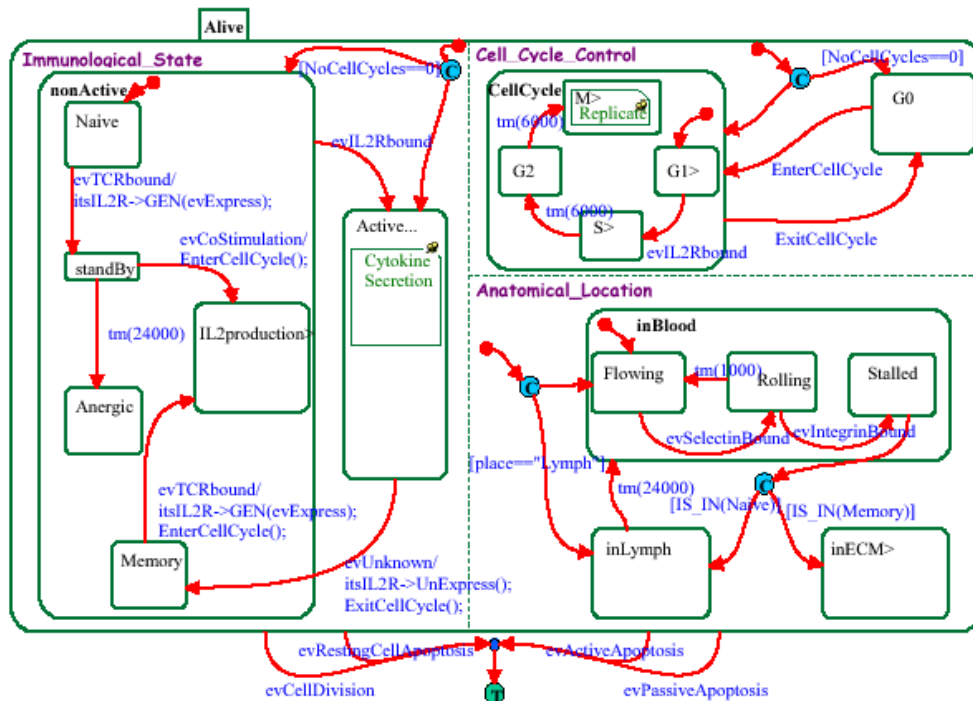 Alive
Immunological_State
[NoCellCycles==0]
C
nonActive
Naive
evIL2Rbound
evTCRbound/
itsIL2R->GEN(evExpress);
evCoStimulation/
EnterCellCycle();
standBy
tm(24000)
IL2production>
Anergic
Active...
Cytokine
Secretion
evTCRbound/
itsIL2R->GEN(evExpress);
EnterCellCycle();
Memory
evUnknown/
itsIL2R->UnExpress();
ExitCellCycle();
Cell_Cycle_Control
[NoCellCycles==0]
C
CellCycle
M>
Replicate
G0
tm(6000)
G2
G1>
EnterCellCycle
tm(6000)
S>
evIL2Rbound
ExitCellCycle
Anatomical_Location
inBlood
Flowing
tm(1000)
Rolling
Stalled
C
evSelectinBound
evIntegrinBound
[place=="Lymph"]
tm(24000)
C
[IS_IN(Naive)]
[IS_IN(Memory)]
inLymph
inECM>
evRestingCellApoptosis
evActiveApoptosis
evCellDivision
evPassiveApoptosis
T